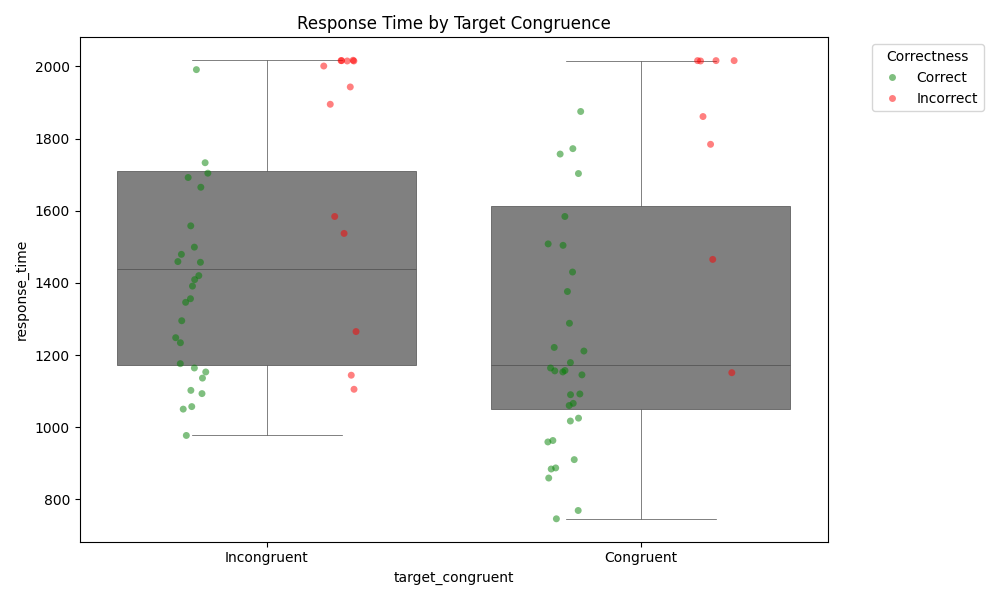 Response Time by Target Congruence
Correctness
Correct
Incorrect
response_time
2000
1800
1600
1400
1200
1000
800
Incongruent
Congruent
target_congruent